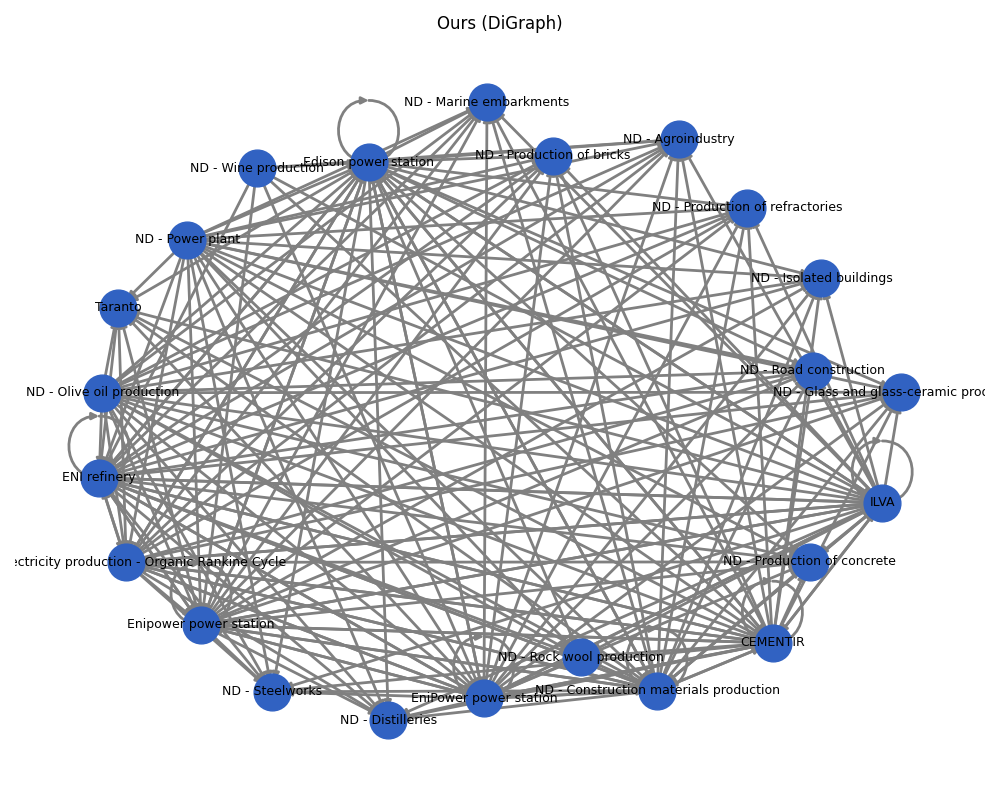 Ours (DiGraph)
ND - Marine embarkments
ND - Agroindustry
ND - Production of bricks
Edison power station
ND - Wine production
ND - Production of refractories
ND - Power plant
ND - Isolated buildings
Taranto
ND - Road construction
ND - Olive oil production
ND - Glass and glass-ceramic proc
ENI refinery
ILVA
ectricity production - Organic Rankine Cycle
ND - Production of concrete
Enipower power station
CEMENTIR
ND - Rock wool production
ND - Steelworks
ND - Construction materials production
EniPower power station
ND - Distilleries